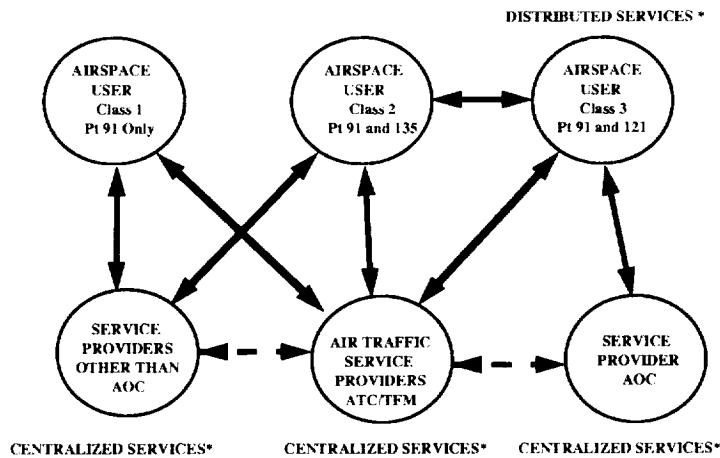 DISTRIBUTED SERVICES *
AIRSPACE
USER
Class 1
Pt 91 Only
AIRSPACE
USER
Class 2
Pt 91 and 135
AIRSPACE
USER
Class 3
Pt 91 and 121
SERVICE
PROVIDERS
OTHER THAN
AOC
AIR TRAFFIC
SERVICE
PROVIDERS
ATC/TFM
SERVICE
PROVIDER
AOC
CENTRALIZED SERVICES*
CENTRALIZED SERVICES*
CENTRALIZED SERVICES*